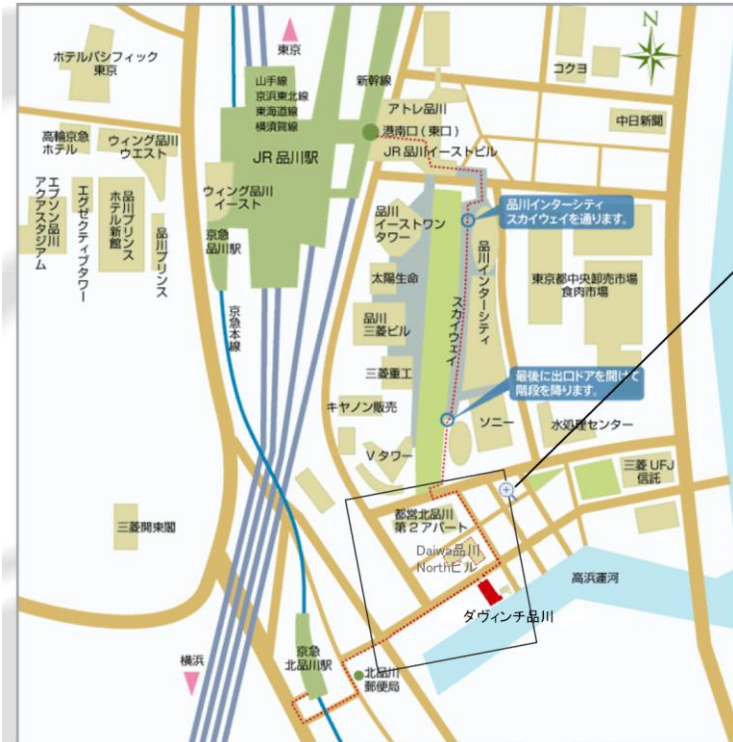 N
ホテルパシフィック
東京
東京
山手線
京浜東北線
東海道線
横須賀線
新幹線
コクヨ
アトレ品川
港南口(東口)
中日新聞
高輪京急
ホテル
ウィング品川
ウエスト
JR 品川駅
JR 品川イーストビル
エプソン品川
アクアスタジアム
エグゼクティブタワー
品川プリンス
ホテル新館
品川プリンス
ウィング品川
イースト
京急
品川駅
品川
イーストワン
タワー
品川インターシティ
スカイウェイを通ります。
品川インターシティ
東京都中央卸売市場
食肉市場
太陽生命
スカイウェイ
京急本線
品川
三菱ビル
三菱重工
最後に出口ドアを開けて
階段を降ります。
キヤノン販売
ソニー
水処理センター
Vタワー
三菱UFJ
信託
三菱開東閣
都営北品川
第2アパート
Daiwa品川
Northビル
高浜運河
ダヴィンチ品川
横浜
京急
北品川駅
北品川
郵便局